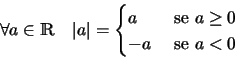 ∀a ∈ ℝ |a| = { a se a ≥ 0
−a se a < 0